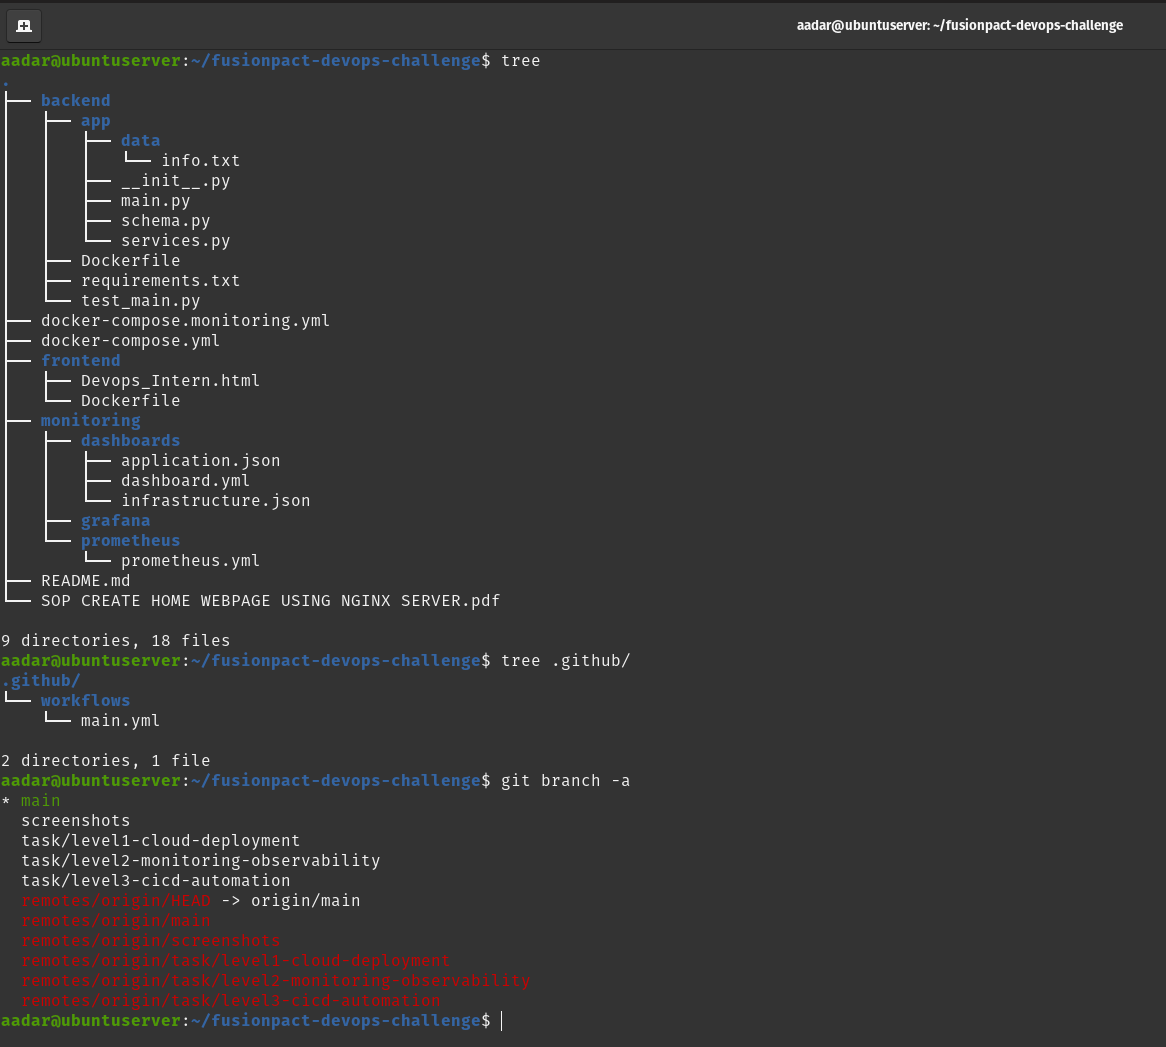 aadar@ubuntuserver: ~/fusionpact-devops-challenge
aadar@ubuntuserver:~/fusionpact-devops-challenge$ tree
.
├── backend
│   ├── app
│   │   ├── data
│   │   │   └── info.txt
│   │   ├── __init__.py
│   │   ├── main.py
│   │   ├── schema.py
│   │   └── services.py
│   ├── Dockerfile
│   ├── requirements.txt
│   └── test_main.py
├── docker-compose.monitoring.yml
├── docker-compose.yml
├── frontend
│   ├── Devops_Intern.html
│   └── Dockerfile
├── monitoring
│   ├── dashboards
│   │   ├── application.json
│   │   ├── dashboard.yml
│   │   └── infrastructure.json
│   ├── grafana
│   └── prometheus
│       └── prometheus.yml
├── README.md
└── SOP CREATE HOME WEBPAGE USING NGINX SERVER.pdf
9 directories, 18 files
aadar@ubuntuserver:~/fusionpact-devops-challenge$ tree .github/
.github/
└── workflows
    └── main.yml
2 directories, 1 file
aadar@ubuntuserver:~/fusionpact-devops-challenge$ git branch -a
* main
  screenshots
  task/level1-cloud-deployment
  task/level2-monitoring-observability
  task/level3-cicd-automation
  remotes/origin/HEAD -> origin/main
  remotes/origin/main
  remotes/origin/screenshots
  remotes/origin/task/level1-cloud-deployment
  remotes/origin/task/level2-monitoring-observability
  remotes/origin/task/level3-cicd-automation
aadar@ubuntuserver:~/fusionpact-devops-challenge$